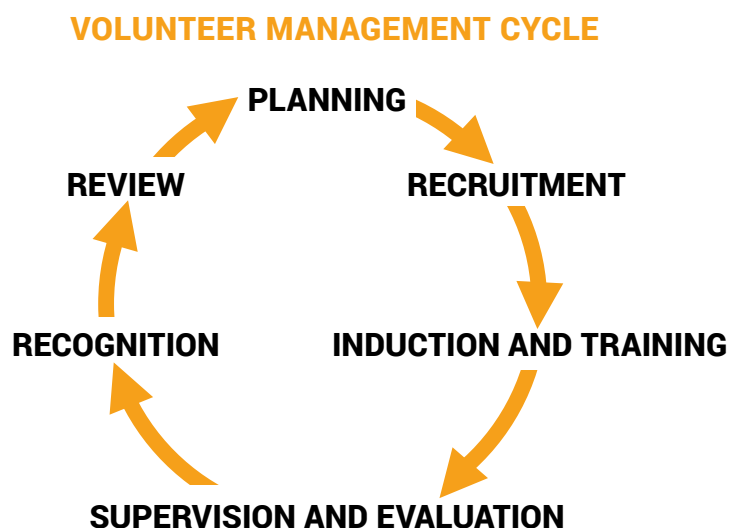 VOLUNTEER MANAGEMENT CYCLE
PLANNING
RECRUITMENT
INDUCTION AND TRAINING
SUPERVISION AND EVALUATION
RECOGNITION
REVIEW